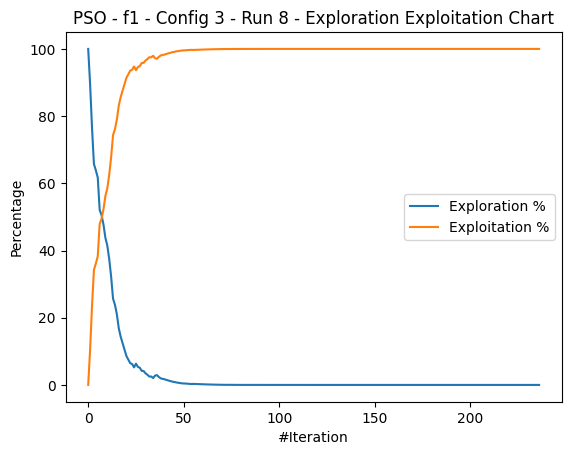 PSO - f1 - Config 3 - Run 8 - Exploration Exploitation Chart
100
80
60
40
20
0
Percentage
Exploration %
Exploitation %
0 50 100 150 200
#Iteration